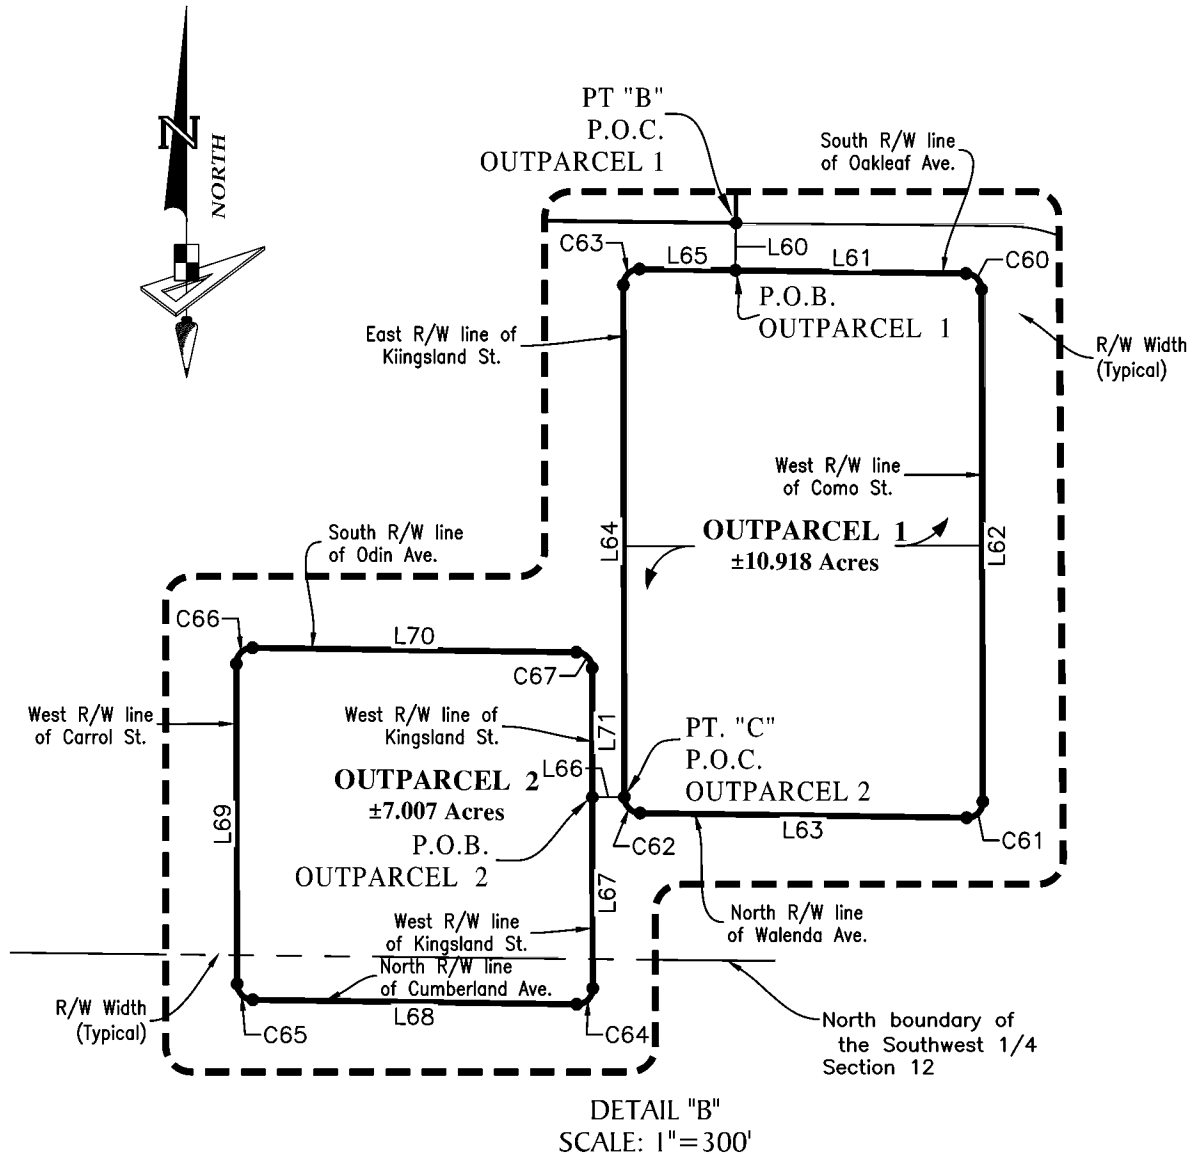 N
NORTH
PT "B"
P.O.C.
OUTPARCEL 1
South R/W line
of Oakleaf Ave.
C63
L65
L60
L61
C60
P.O.B.
OUTPARCEL 1
East R/W line of
Kiingsland St.
R/W Width
(Typical)
West R/W line
of Como St.
OUTPARCEL 1
±10.918 Acres
L64
L62
South R/W line
of Odin Ave.
C66
L70
C67
West R/W line
of Carrol St.
West R/W line of
Kingsland St.
L71
PT. "C"
P.O.C.
OUTPARCEL 2
L66
OUTPARCEL 2
±7.007 Acres
L69
P.O.B.
OUTPARCEL 2
C62
L63
C61
L67
West R/W line
of Kingsland St.
North R/W line
of Walenda Ave.
North R/W line
of Cumberland Ave.
R/W Width
(Typical)
C65
L68
C64
North boundary of
the Southwest 1/4
Section 12
DETAIL "B"
SCALE: 1"=300'